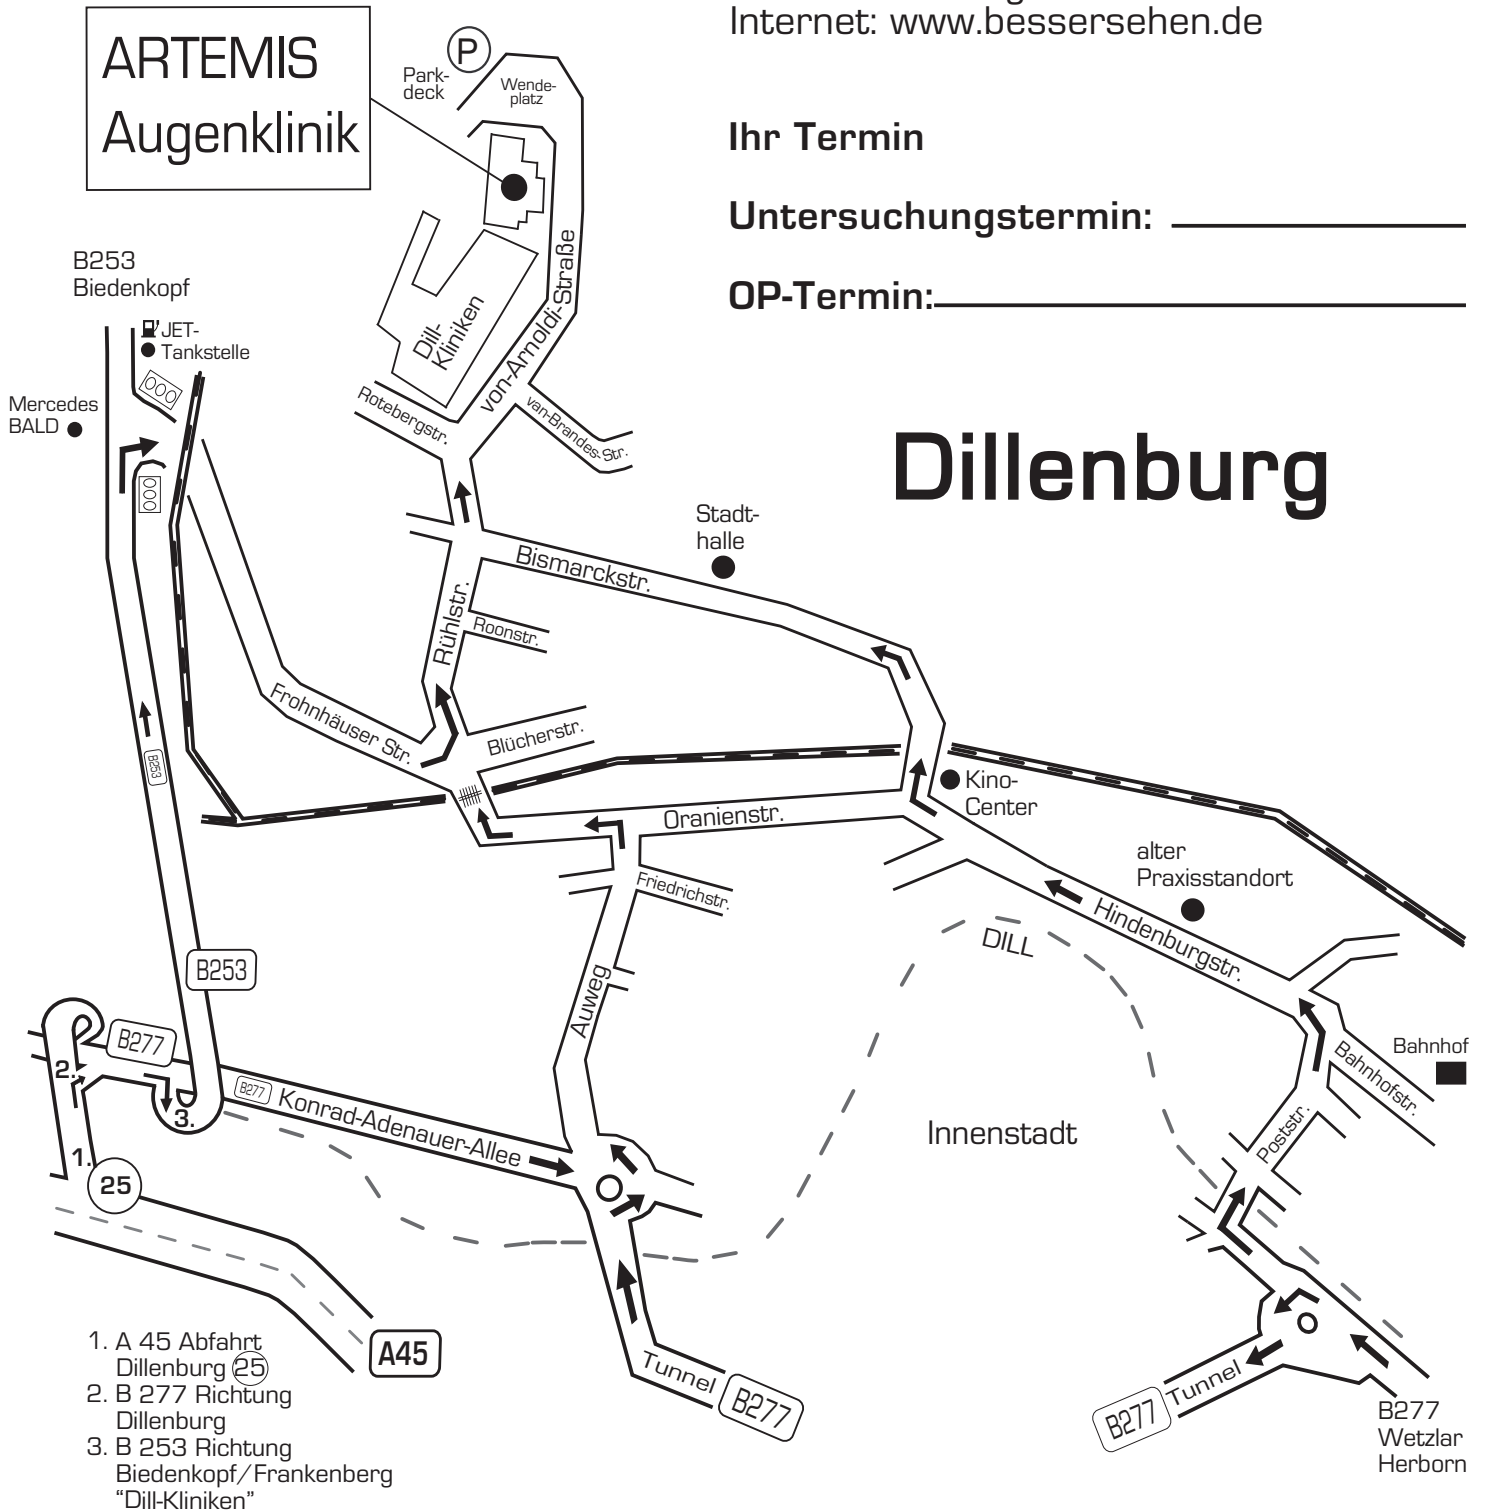 Internet: www.bessersehen.de
ARTEMIS
Augenklinik
P
Park-
deck
Wende-
platz
Ihr Termin
Untersuchungstermin:
OP-Termin:
B253
Biedenkopf
JET-
Tankstelle
Mercedes
BALD
Dill-
Kliniken
von-Arnoldi-Straße
Rotebergstr.
van-Brandes-Str.
Dillenburg
Stadt-
halle
Bismarckstr.
Rühlstr.
Roonstr.
Frohnhäuser Str.
Blücherstr.
B253
Oranienstr.
Kino-
Center
alter
Praxisstandort
Friedrichstr.
Hindenburgstr.
DILL
B253
Auweg
B277
2.
3.
1.
25
B277
Konrad-Adenauer-Allee
Innenstadt
Bahnhof
Bahnhofstr.
Poststr.
A45
Tunnel
B277
B277
Tunnel
B277
Wetzlar
Herborn
1. A 45 Abfahrt
Dillenburg 25
2. B 277 Richtung
Dillenburg
3. B 253 Richtung
Biedenkopf/Frankenberg
“Dill-Kliniken”